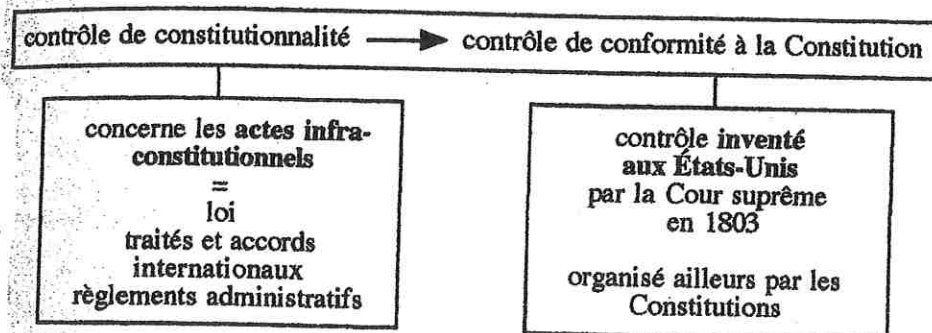 contrôle de constitutionnalité → contrôle de conformité à la Constitution
concerne les actes infra-
constitutionnels
=
loi
traités et accords
internationaux
règlements administratifs
contrôle inventé
aux États-Unis
par la Cour suprême
en 1803
organisé ailleurs par les
Constitutions